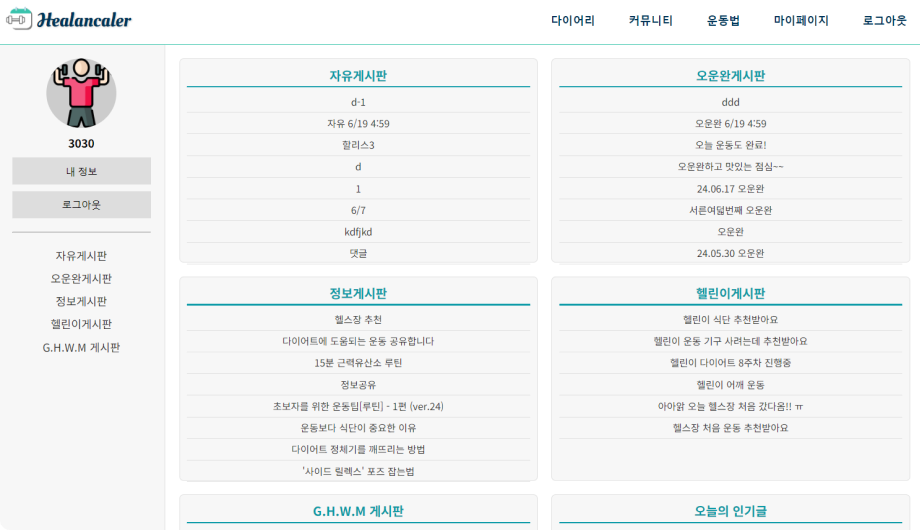 Healancaler
다이어리 커뮤니티 운동법 마이페이지 로그아웃
3030
내 정보
로그아웃
자유게시판
오운완게시판
정보게시판
헬린이게시판
G.H.W.M 게시판
자유게시판
d-1
자유 6/19 4:59
할리스3
d
1
6/7
kdfjkd
댓글
오운완게시판
ddd
오운완 6/19 4:59
오늘 운동도 완료!
오운완하고 맛있는 점심~~
24.06.17 오운완
서른여덟번째 오운완
오운완
24.05.30 오운완
정보게시판
헬스장 추천
다이어트에 도움되는 운동 공유합니다
15분 근력유산소 루틴
정보공유
초보자를 위한 운동팁[루틴] - 1편 (ver.24)
운동보다 식단이 중요한 이유
다이어트 정체기를 깨뜨리는 방법
'사이드 릴렉스' 포즈 잡는법
헬린이게시판
헬린이 식단 추천받아요
헬린이 운동 기구 사려는데 추천받아요
헬린이 다이어트 8주차 진행중
헬린이 어깨 운동
아아앍 오늘 헬스장 처음 갔다옴!! ㅠ
헬스장 처음 운동 추천받아요
G.H.W.M 게시판
오늘의 인기글